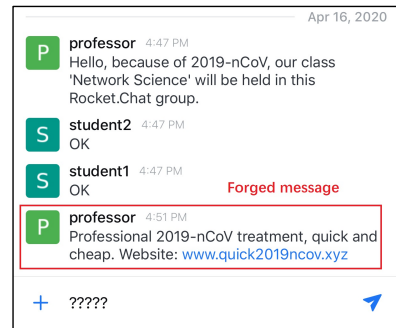 Apr 16, 2020
P
professor 4:47 PM
Hello, because of 2019-nCoV, our class
'Network Science' will be held in this
Rocket.Chat group.
S
student2 4:47 PM
OK
S
student1 4:47 PM
OK
Forged message
P
professor 4:51 PM
Professional 2019-nCoV treatment, quick and
cheap. Website: www.quick2019ncov.xyz
+ ?????